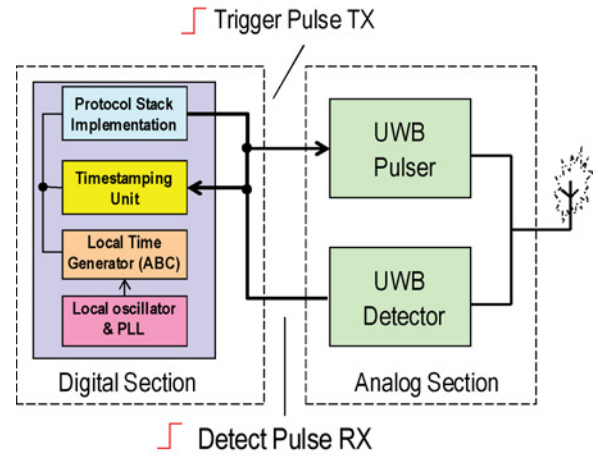 Trigger Pulse TX
Protocol Stack
Implementation
Timestamping
Unit
Local Time
Generator (ABC)
Local oscillator
& PLL
Digital Section
UWB
Pulser
UWB
Detector
Analog Section
Detect Pulse RX